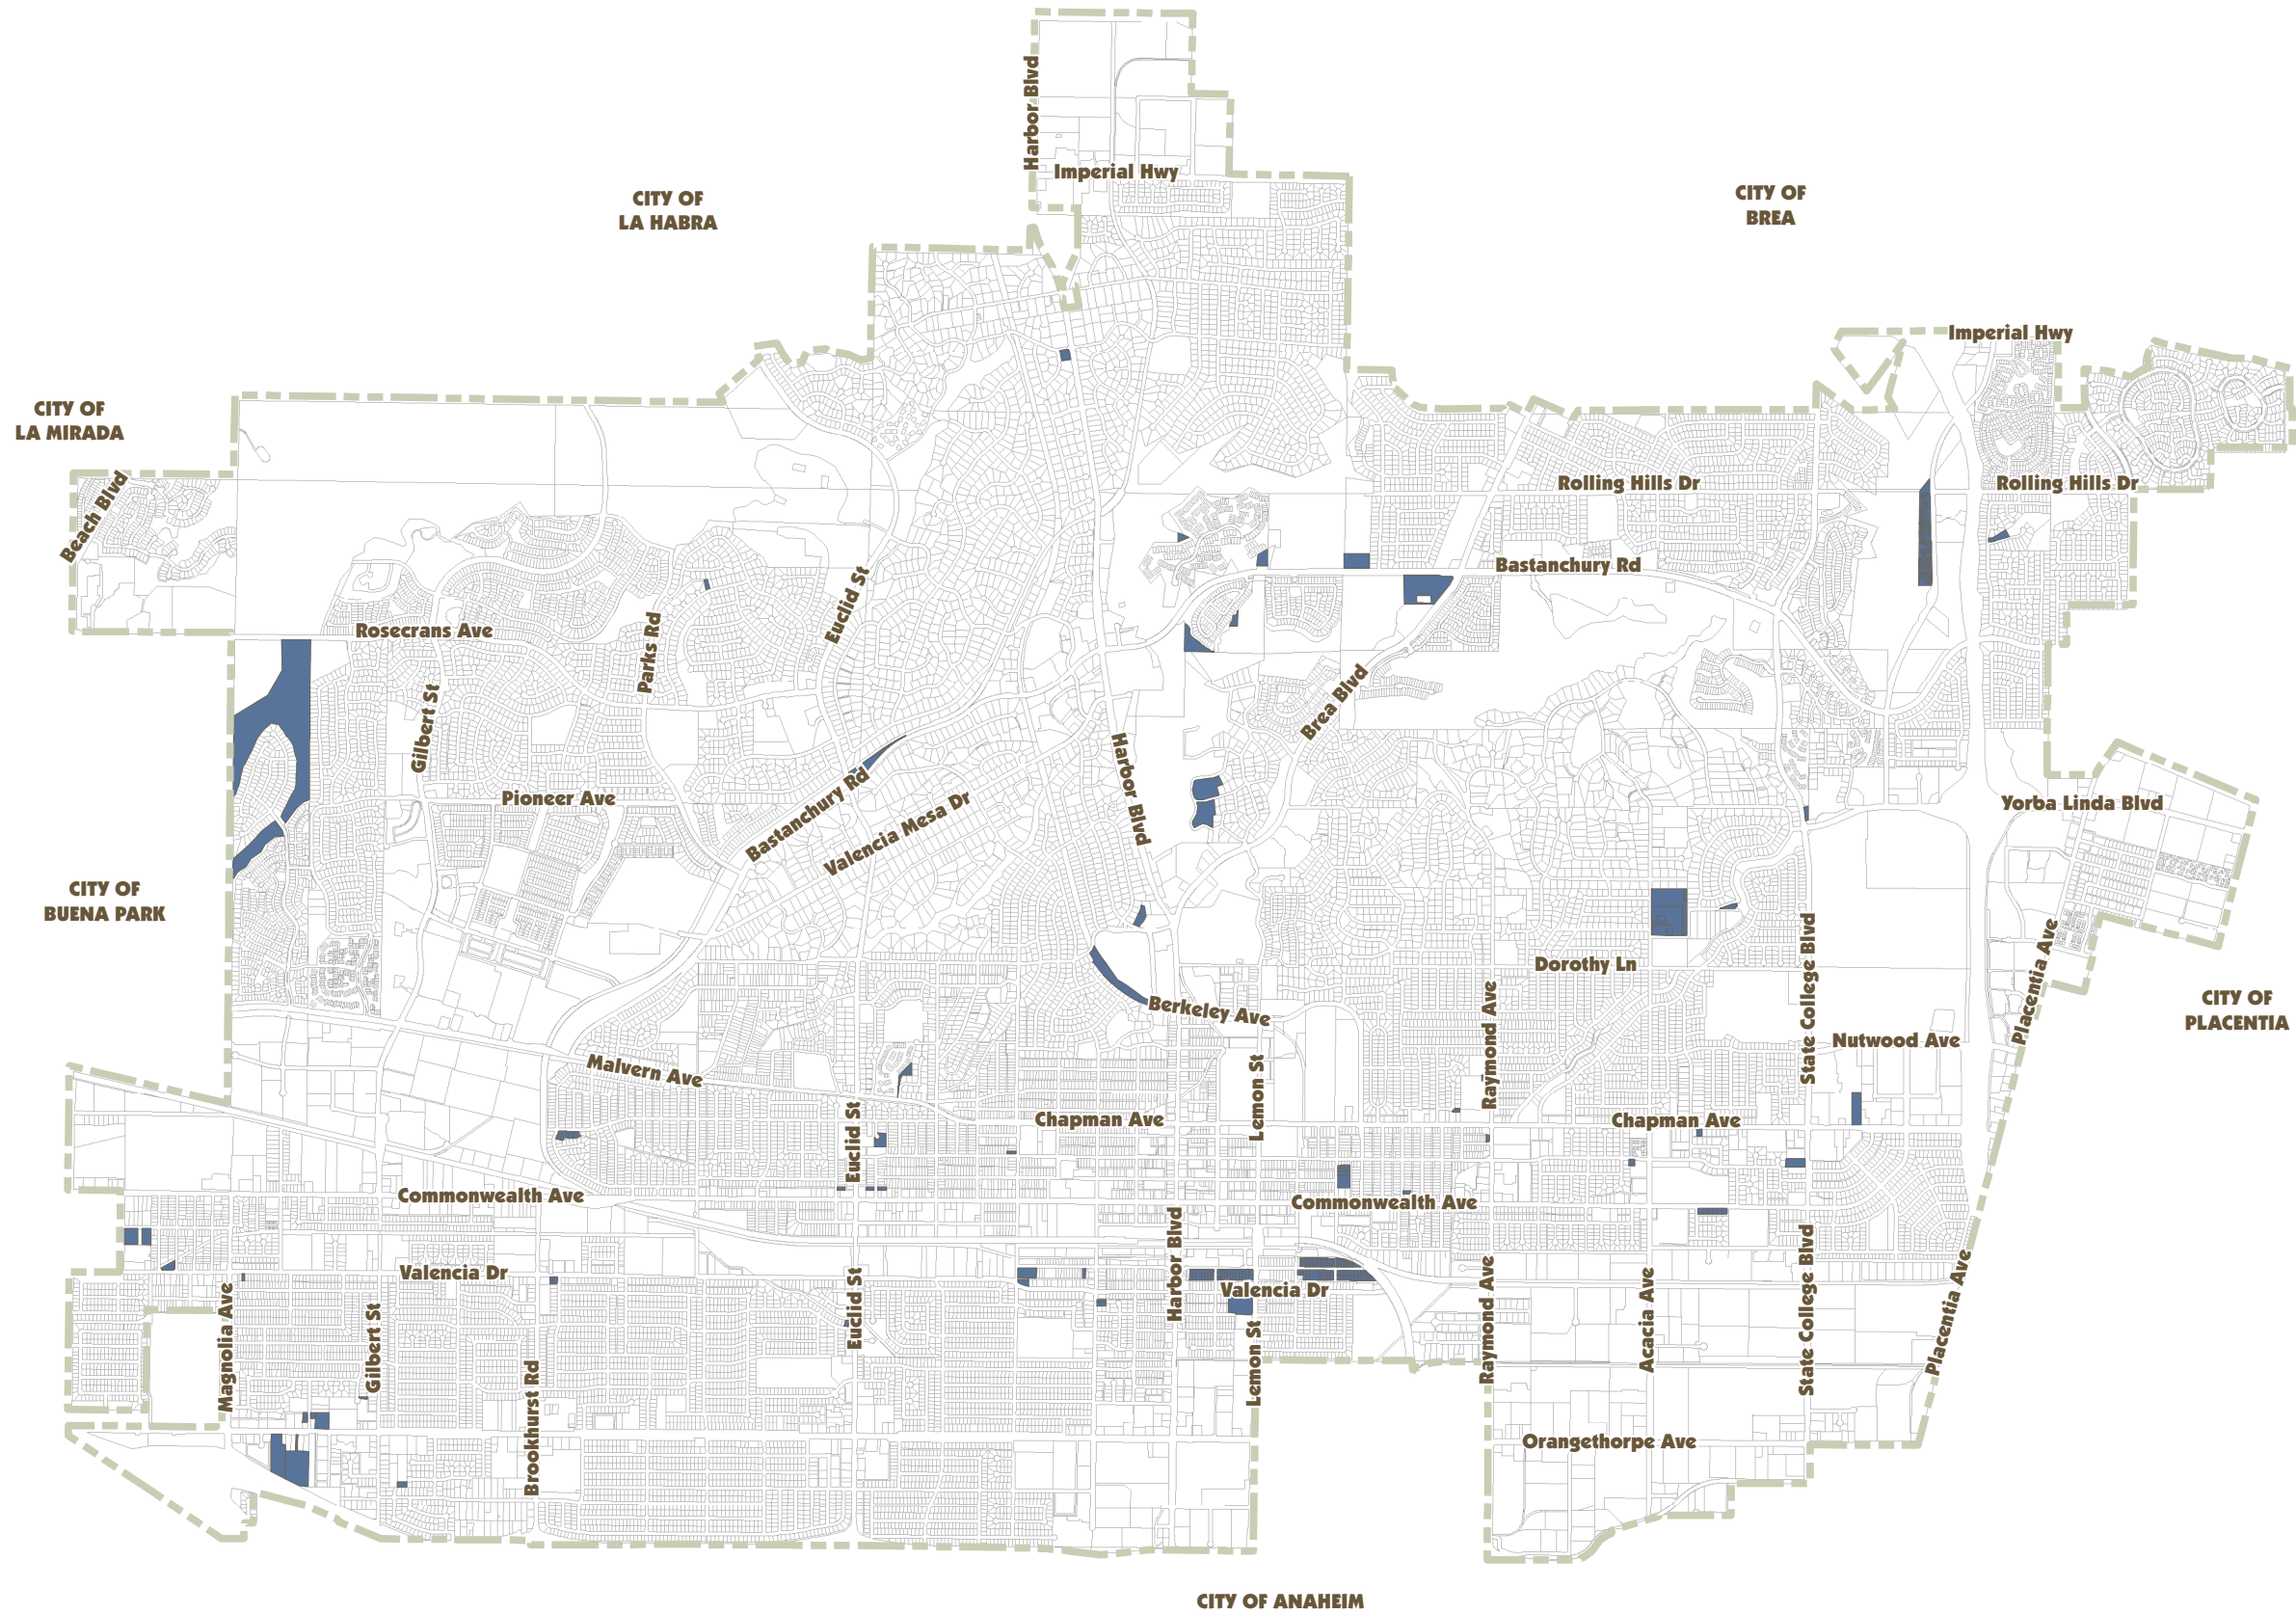 Harbor Blvd
Imperial Hwy
CITY OF
LA HABRA
CITY OF
BREA
Imperial Hwy
CITY OF
LA MIRADA
Beach Blvd
Rolling Hills Dr
Rolling Hills Dr
Bastanchury Rd
Euclid St
Rosecrans Ave
Parks Rd
Gilbert St
Brea Blvd
Harbor Blvd
Pioneer Ave
Bastanchury Rd
Valencia Mesa Dr
Yorba Linda Blvd
CITY OF
BUENA PARK
State College Blvd
Dorothy Ln
Placentia Ave
CITY OF
PLACENTIA
Berkeley Ave
Raymond Ave
Nutwood Ave
Malvern Ave
Lemon St
Chapman Ave
Chapman Ave
Euclid St
Commonwealth Ave
Commonwealth Ave
Harbor Blvd
Valencia Dr
Valencia Dr
State College Blvd
Placentia Ave
Magnolia Ave
Gilbert St
Euclid St
Raymond Ave
Acacia Ave
Lemon St
Brookhurst Rd
Orangethorpe Ave
CITY OF ANAHEIM